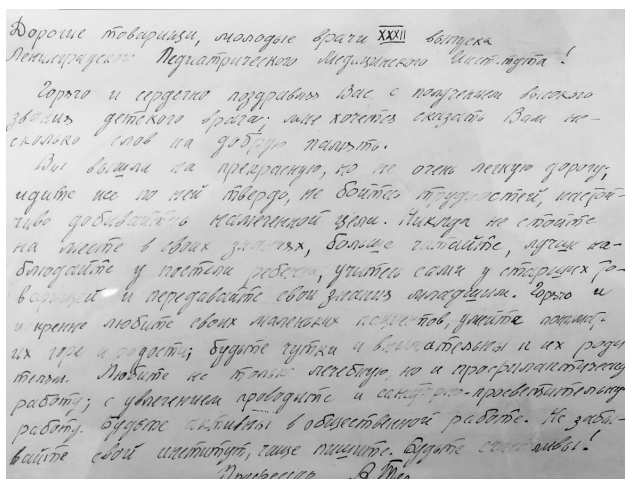 Дорогие товарищи, молодые врачи XXXII выпуска
Ленинградского Педиатрического Медицинского Института!
Горячо и сердечно поздравляя Вас с получением высокого
звания детского врача, мне хочется сказать Вам не-
сколько слов на добрую память.
Вы вышли на прекрасную, но не очень легкую дорогу,
идите же по ней твердо, не бойтесь трудностей, настой-
чиво добивайтесь намеченной цели. Никогда не стойте
на месте в своих знаниях, больше читайте, лучше на-
блюдайте у постели ребенка, учитесь сами у старших то-
варищей и передавайте свои знания младшим. Горячо и
искренне любите своих маленьких пациентов, умейте понимать
их горе и радости; будьте чутки и внимательны и их роди
телям. Любите не только лечебную, но и профилактическую
работу; с увлечением проводите и санитарно-просветительную
работу. Будьте активны в общественной работе. Не забы-
вайте свой институт, чаще пишите. Будьте счастливы!
Профессор